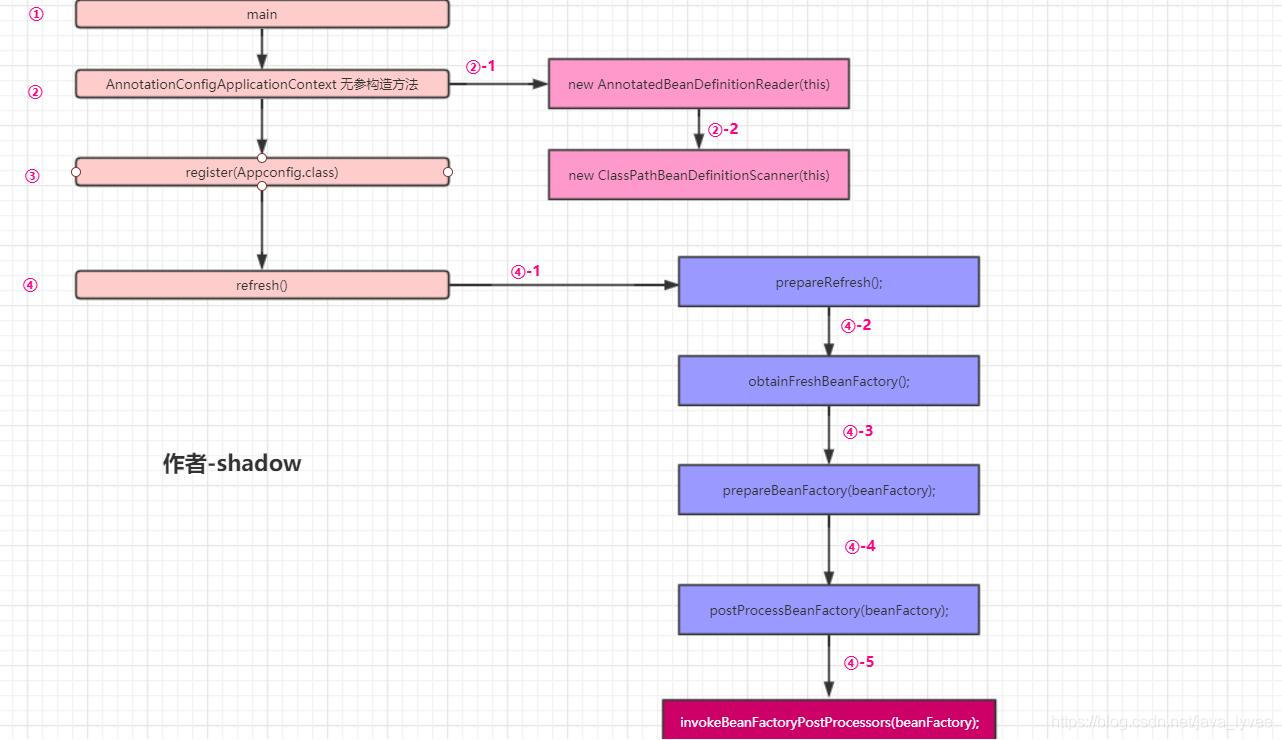 ① main
② AnnotationConfigApplicationContext 无参构造方法
②-1
new AnnotatedBeanDefinitionReader(this)
②-2
new ClassPathBeanDefinitionScanner(this)
③ register(Appconfig.class)
④ refresh()
④-1
prepareRefresh();
④-2
obtainFreshBeanFactory();
④-3
prepareBeanFactory(beanFactory);
④-4
postProcessBeanFactory(beanFactory);
④-5
invokeBeanFactoryPostProcessors(beanFactory);
作者-shadow
https://blog.csdn.net/java_lyvee